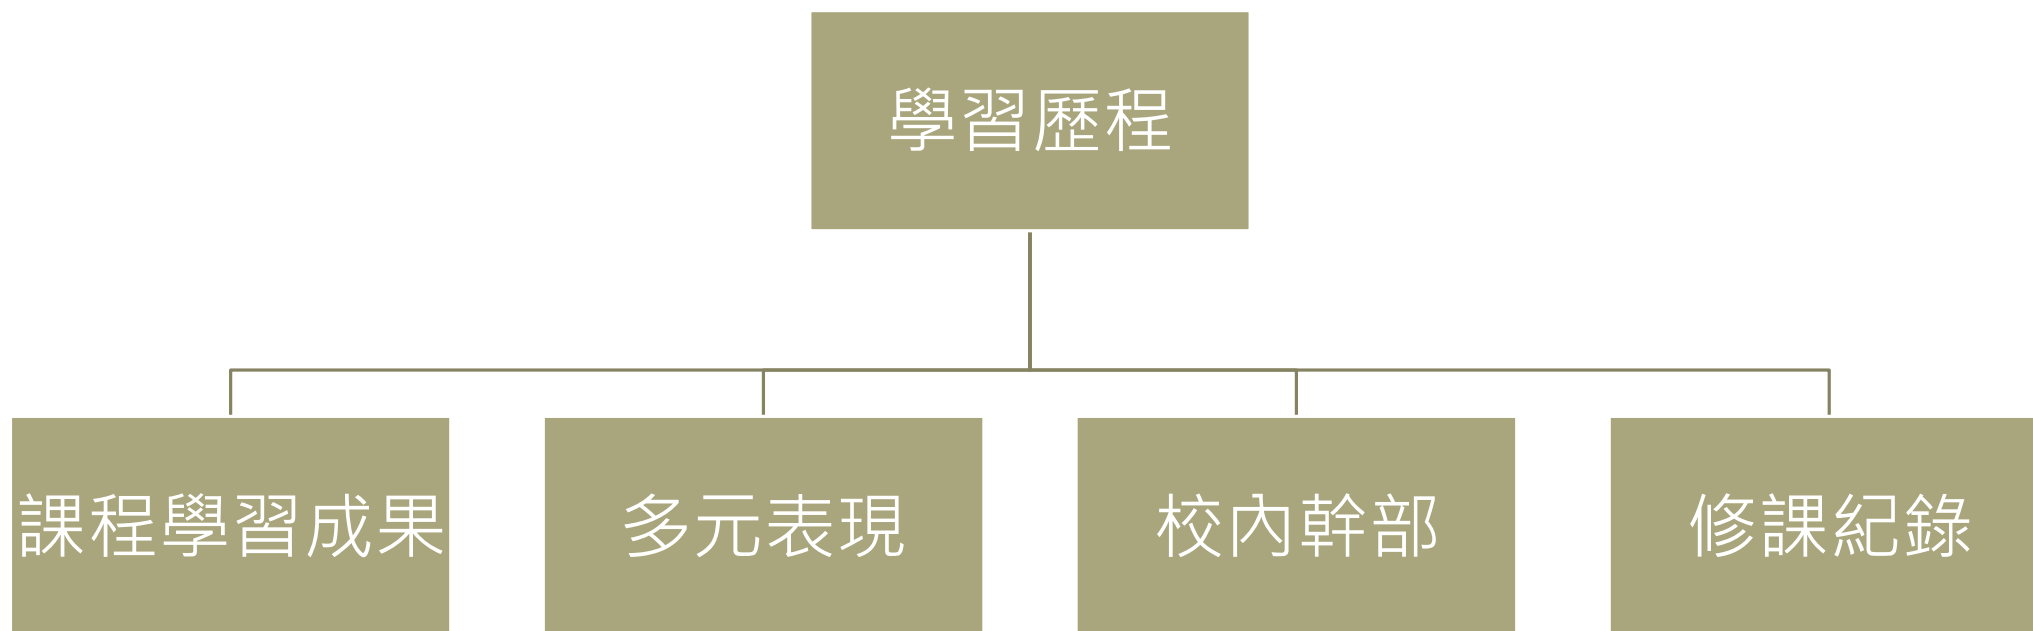 學習歷程
課程學習成果
多元表現
校內幹部
修課紀錄